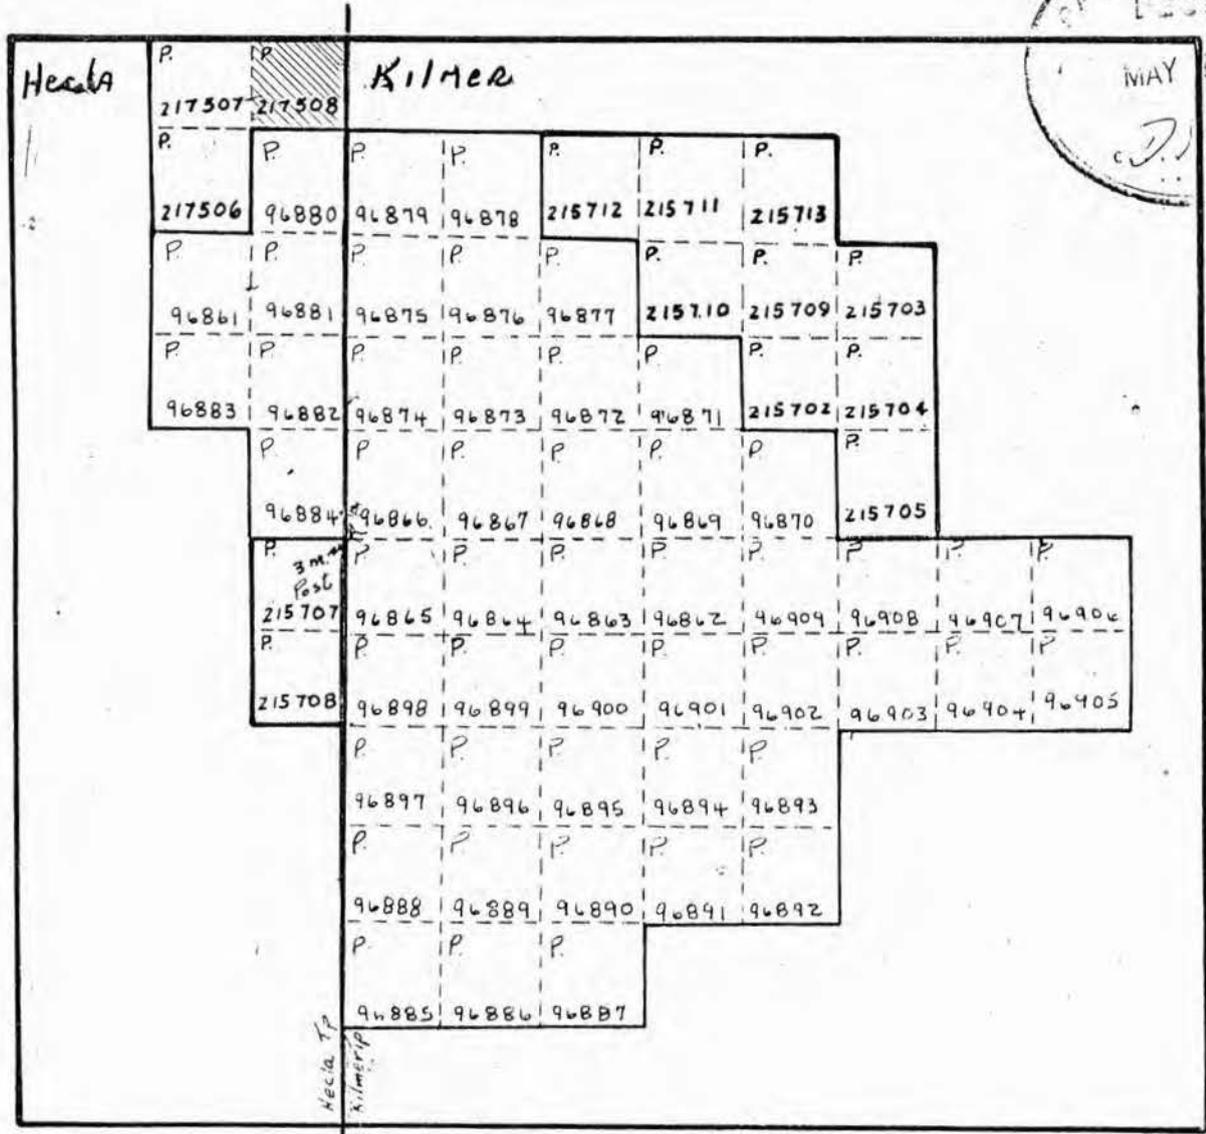 Hecla
Kilmer
MAY
P. P.
217507 217508
P. P. P. P. P. P. P.
217506 96880 96879 96878 215712 215711 215713
P. P. P. P. P. P. P. P.
96861 96881 96875 96876 96877 215710 215709 215703
P. P. P. P. P. P. P. P.
96883 96882 96874 96873 96872 96871 215702 215704
P. P. P. P. P. P. P.
96884 96866 96867 96868 96869 96870 215705
P. P. P. P. P. P. P. P. P.
3 m.
Post
215707 96865 96864 96863 96862 96909 96908 96907 96906
P. P. P. P. P. P. P. P. P.
215708 96898 96899 96900 96901 96902 96903 96904 96905
P. P. P. P. P.
96897 96896 96895 96894 96893
P. P. P. P. P.
96888 96889 96890 96891 96892
P. P. P.
96885 96886 96887
Hecla Tp
Kilmer Tp